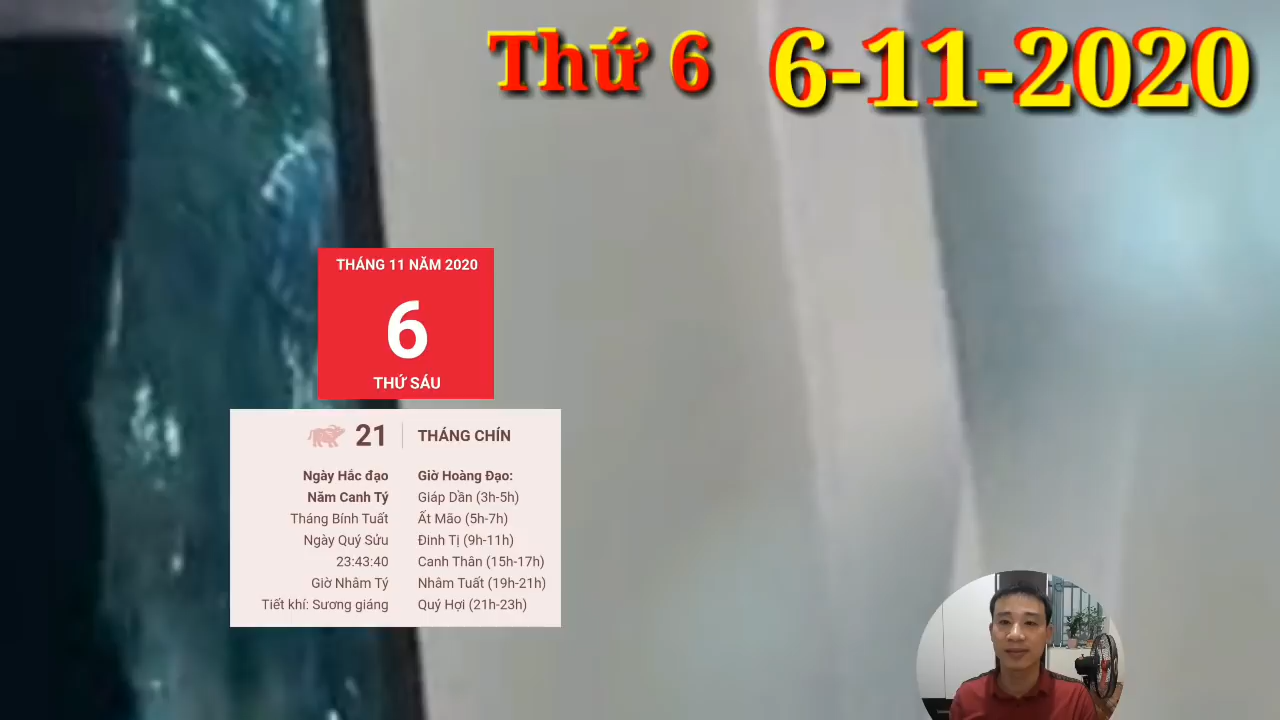 Thứ 6 6-11-2020
THÁNG 11 NĂM 2020
6
THỨ SÁU
21 THÁNG CHÍN
Ngày Hắc đạo
Năm Canh Tý
Tháng Bính Tuất
Ngày Quý Sửu
23:43:40
Giờ Nhâm Tý
Tiết khí: Sương giáng
Giờ Hoàng Đạo:
Giáp Dần (3h-5h)
Ất Mão (5h-7h)
Đinh Tị (9h-11h)
Canh Thân (15h-17h)
Nhâm Tuất (19h-21h)
Quý Hợi (21h-23h)